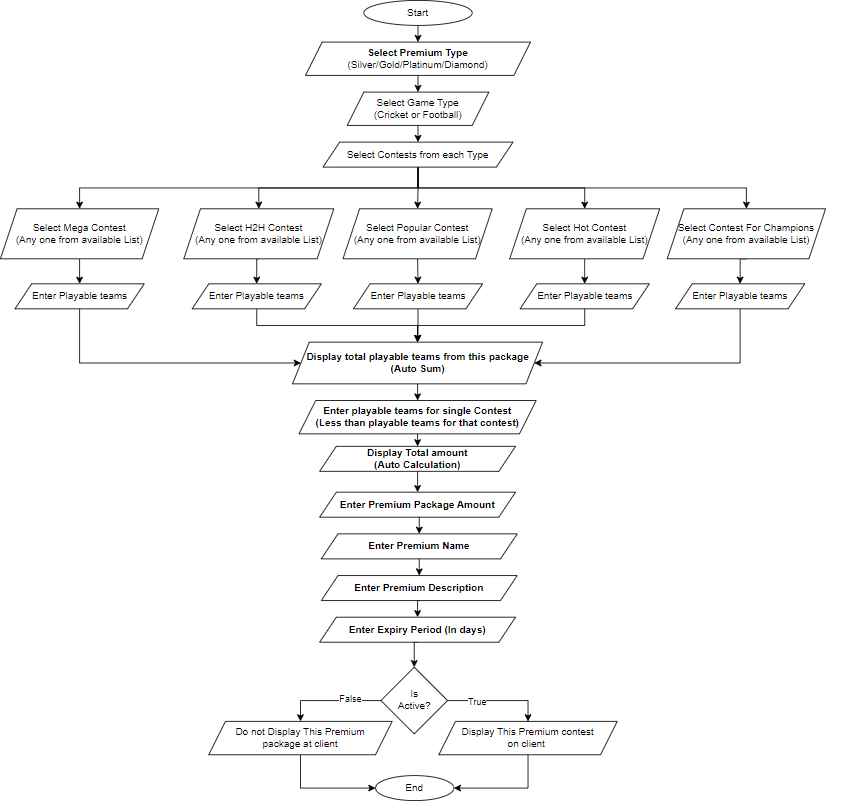 Start
Select Premium Type
(Silver/Gold/Platinum/Diamond)
Select Game Type
(Cricket or Football)
Select Contests from each Type
Select Mega Contest
(Any one from available List)
Select H2H Contest
(Any one from available List)
Select Popular Contest
(Any one from available List)
Select Hot Contest
(Any one from available List)
Select Contest For Champions
(Any one from available List)
Enter Playable teams
Enter Playable teams
Enter Playable teams
Enter Playable teams
Enter Playable teams
Display total playable teams from this package
(Auto Sum)
Enter playable teams for single Contest
(Less than playable teams for that contest)
Display Total amount
(Auto Calculation)
Enter Premium Package Amount
Enter Premium Name
Enter Premium Description
Enter Expiry Period (In days)
Is
Active?
False
True
Do not Display This Premium
package at client
Display This Premium contest
on client
End